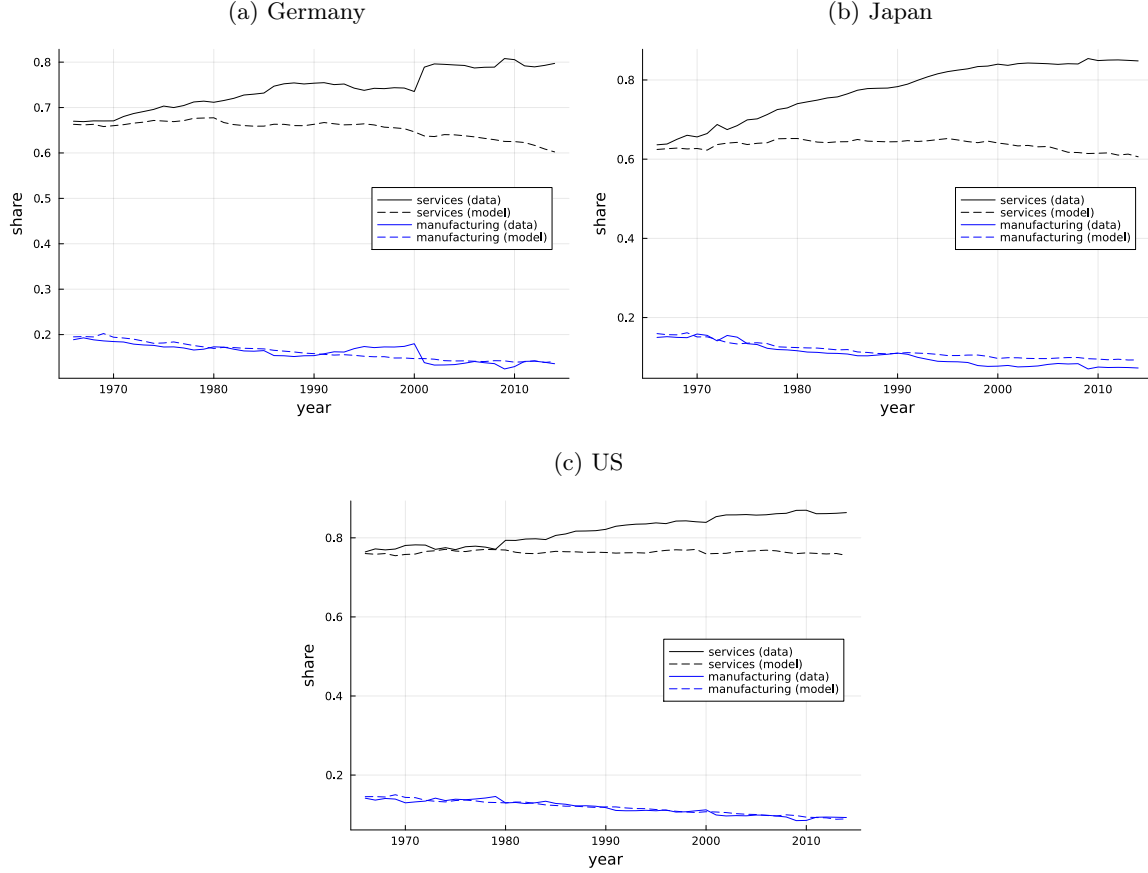 (a) Germany
share
0.8
0.7
0.6
0.5
0.4
0.3
0.2
services (data)
services (model)
manufacturing (data)
manufacturing (model)
1970 1980 1990 2000 2010
year
(b) Japan
share
0.8
0.6
0.4
0.2
services (data)
services (model)
manufacturing (data)
manufacturing (model)
1970 1980 1990 2000 2010
year
(c) US
share
0.8
0.6
0.4
0.2
services (data)
services (model)
manufacturing (data)
manufacturing (model)
1970 1980 1990 2000 2010
year